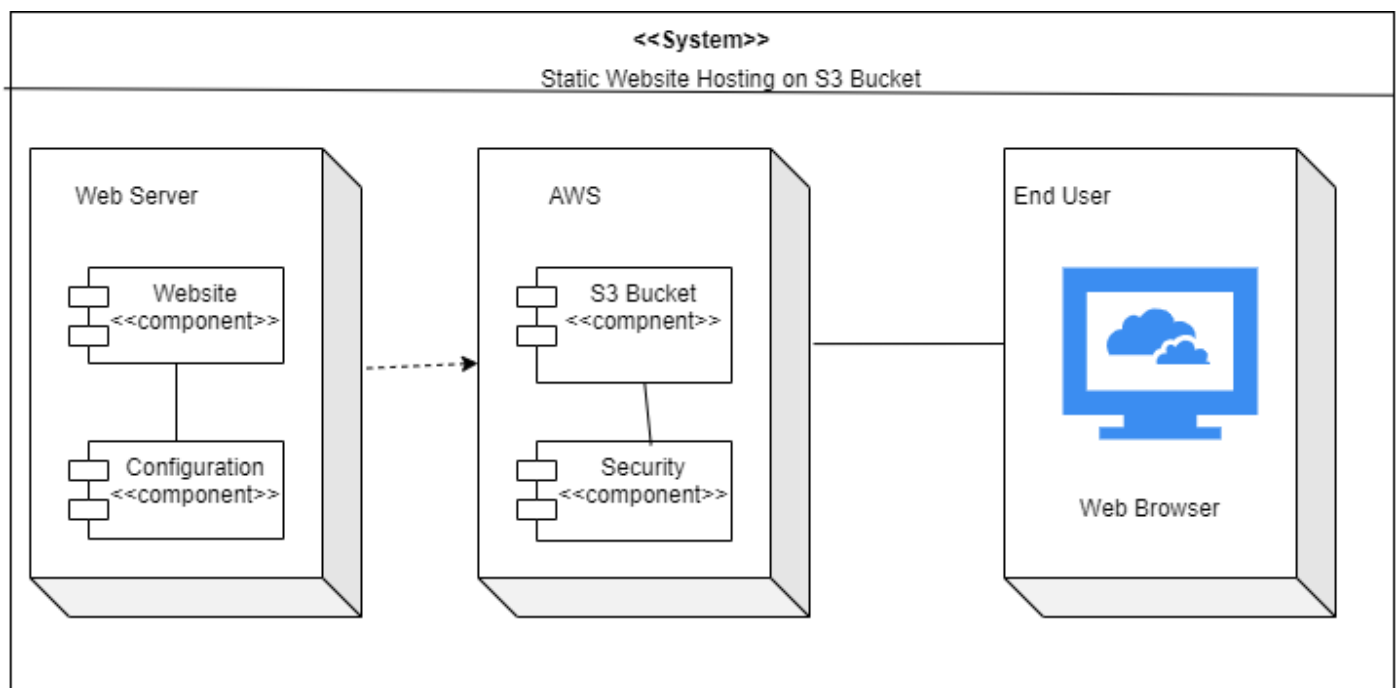 <<System>>
Static Website Hosting on S3 Bucket
Web Server
Website
<<component>>
Configuration
<<component>>
AWS
S3 Bucket
<<compnent>>
Security
<<component>>
End User
Web Browser